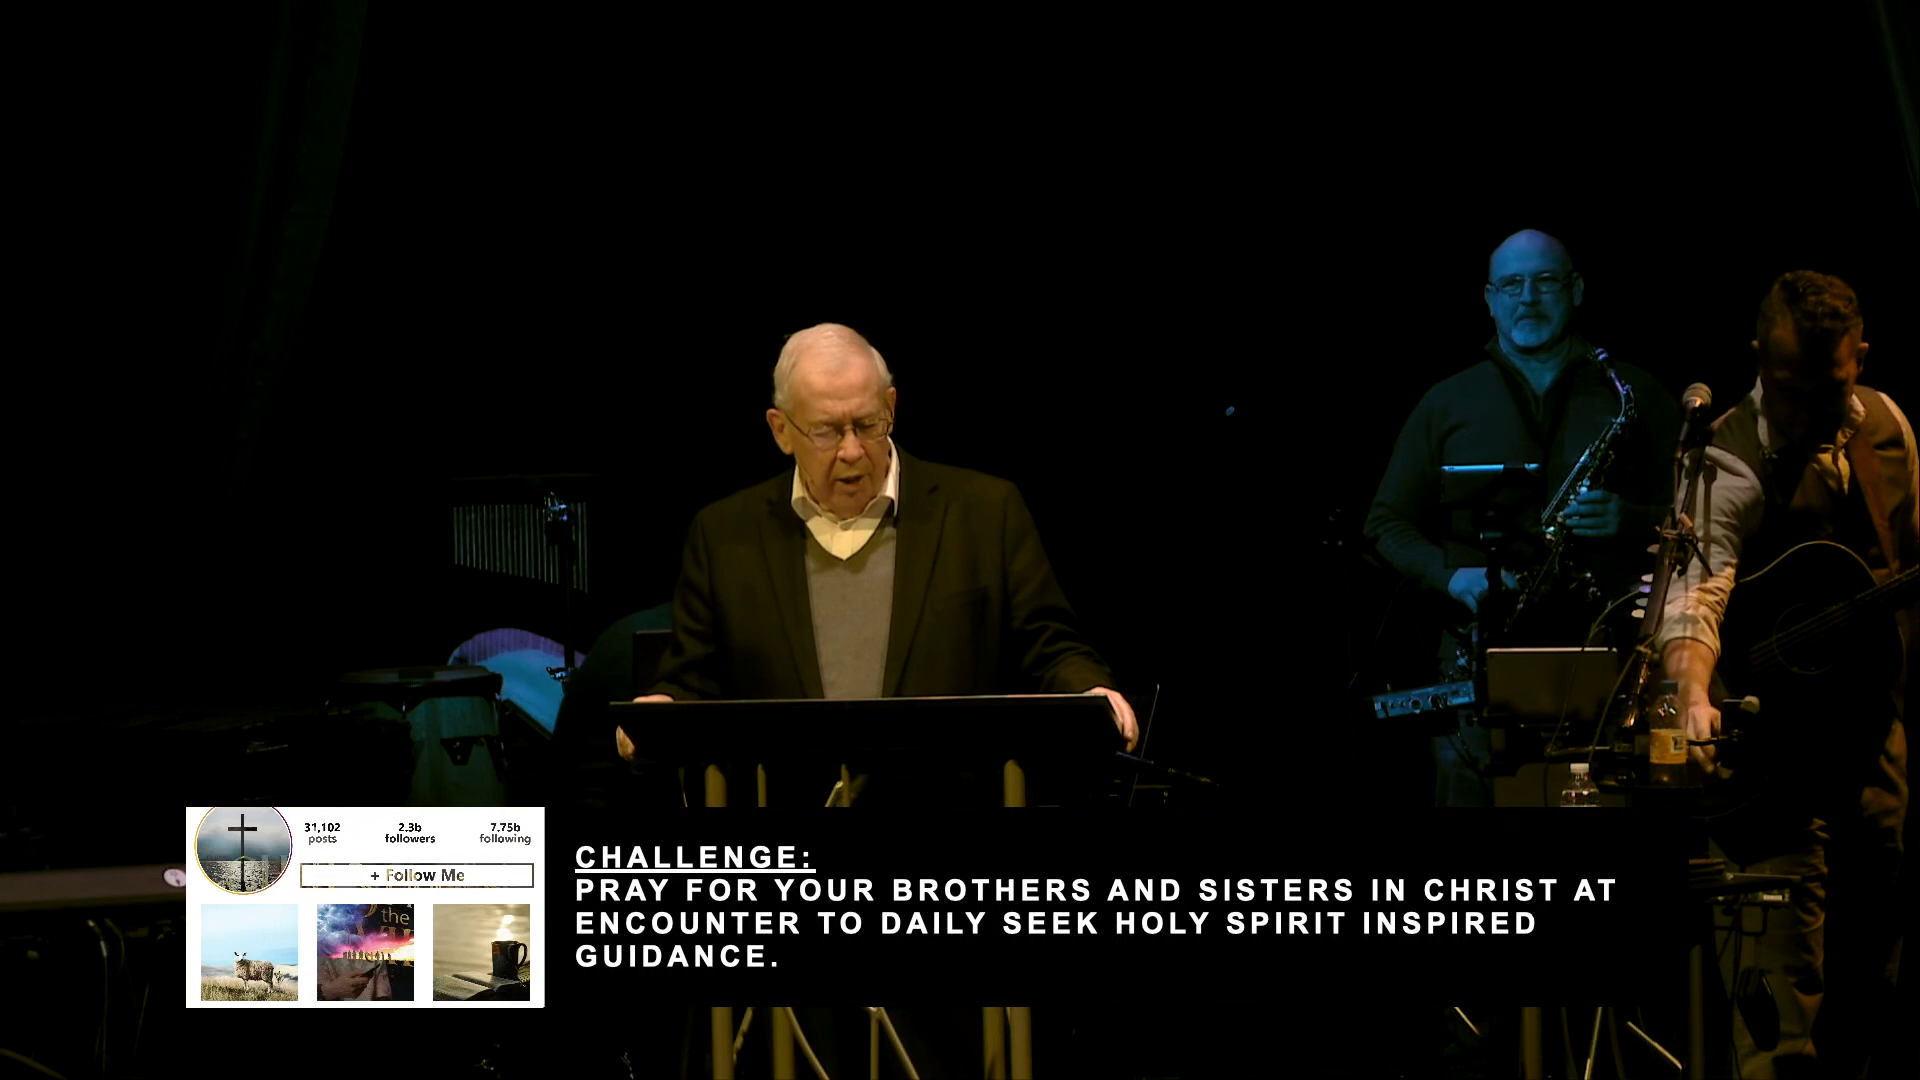 31,102 2.3b 7.75b
posts followers following
+ Follow Me
the
CHALLENGE:
PRAY FOR YOUR BROTHERS AND SISTERS IN CHRIST AT
ENCOUNTER TO DAILY SEEK HOLY SPIRIT INSPIRED
GUIDANCE.